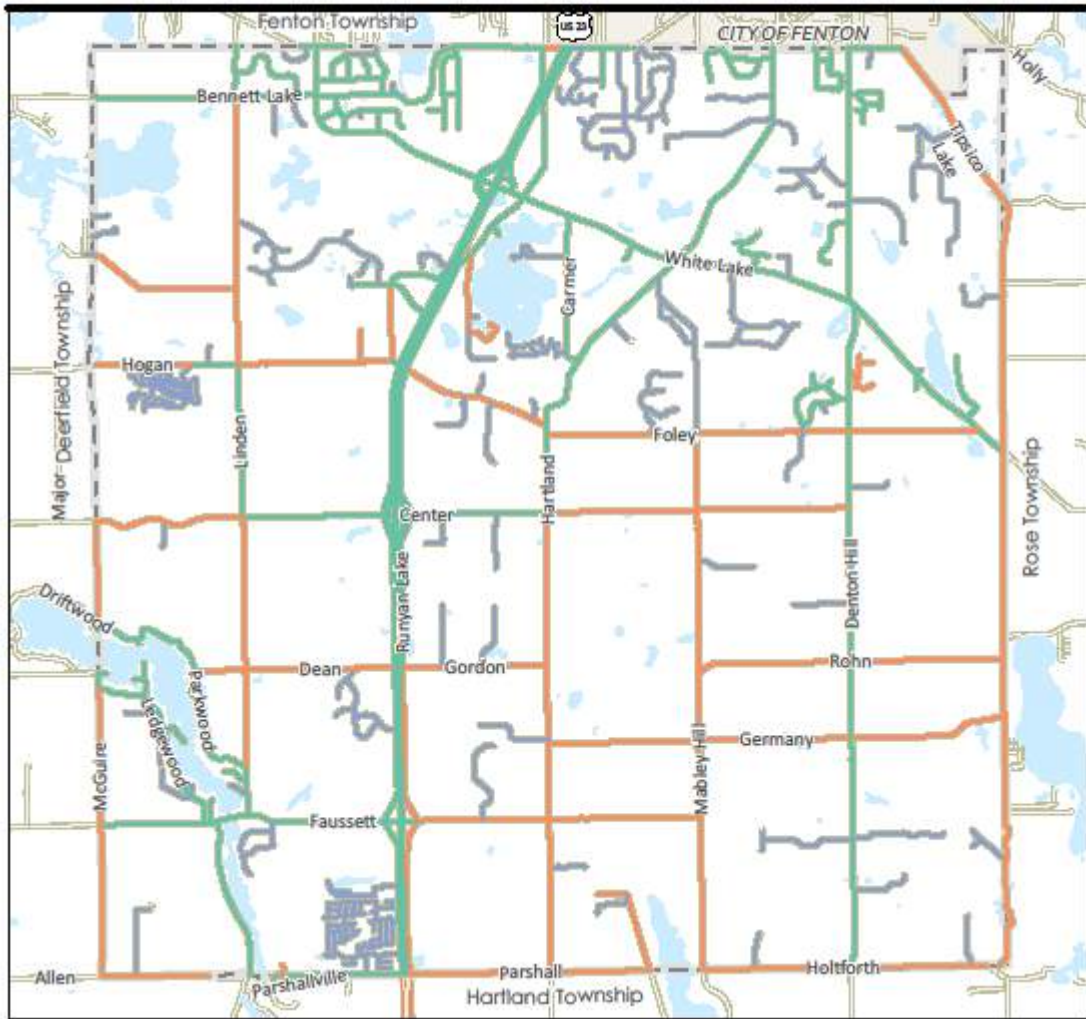 Fenton Township
US 23
CITY OF FENTON
Holly
Bennett Lake
Tipsico
Lake
White Lake
Carmer
Major
Deerfield Township
Hogan
Linden
Foley
Hartland
Center
Rose Township
Runyan Lake
Denton Hill
Driftwood
Dean
Gordon
Rohn
Parkwood
Ledgewood
McGuire
Mabley Hill
Germany
Faussett
Allen
Parshallville
Parshall
Holtforth
Hartland Township